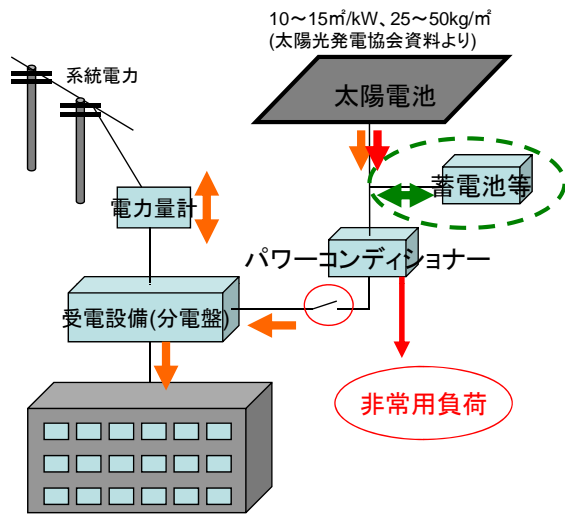 10～15㎡/kW、25～50kg/㎡
(太陽光発電協会資料より)
系統電力
太陽電池
電力量計
蓄電池等
パワーコンディショナー
受電設備(分電盤)
非常用負荷